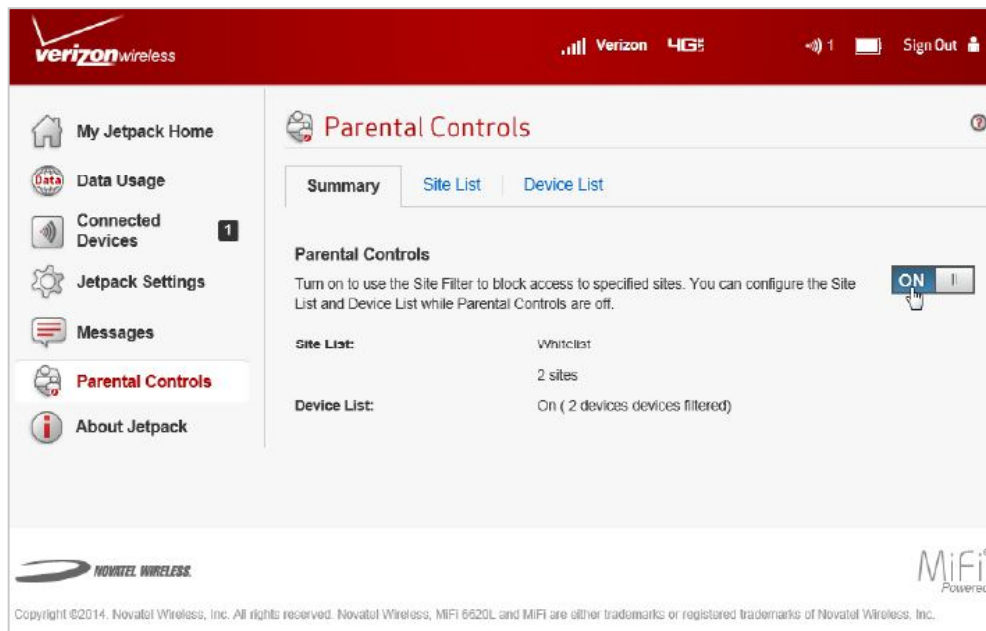 verizonwireless
Verizon 4G LTE
1
Sign Out
My Jetpack Home
Data Data Usage
Connected
Devices
1
Jetpack Settings
Messages
Parental Controls
About Jetpack
Parental Controls
?
Summary Site List Device List
Parental Controls
Turn on to use the Site Filter to block access to specified sites. You can configure the Site
List and Device List while Parental Controls are off.
ON
Site List: Whitelist
2 sites
Device List: On ( 2 devices devices filtered)
NOVATEL WIRELESS.
MiFi
Powered
Copyright ©2014. Novatel Wireless, Inc. All rights reserved. Novatel Wireless, MiFi 6620L and MiFi are either trademarks or registered trademarks of Novatel Wireless, Inc.